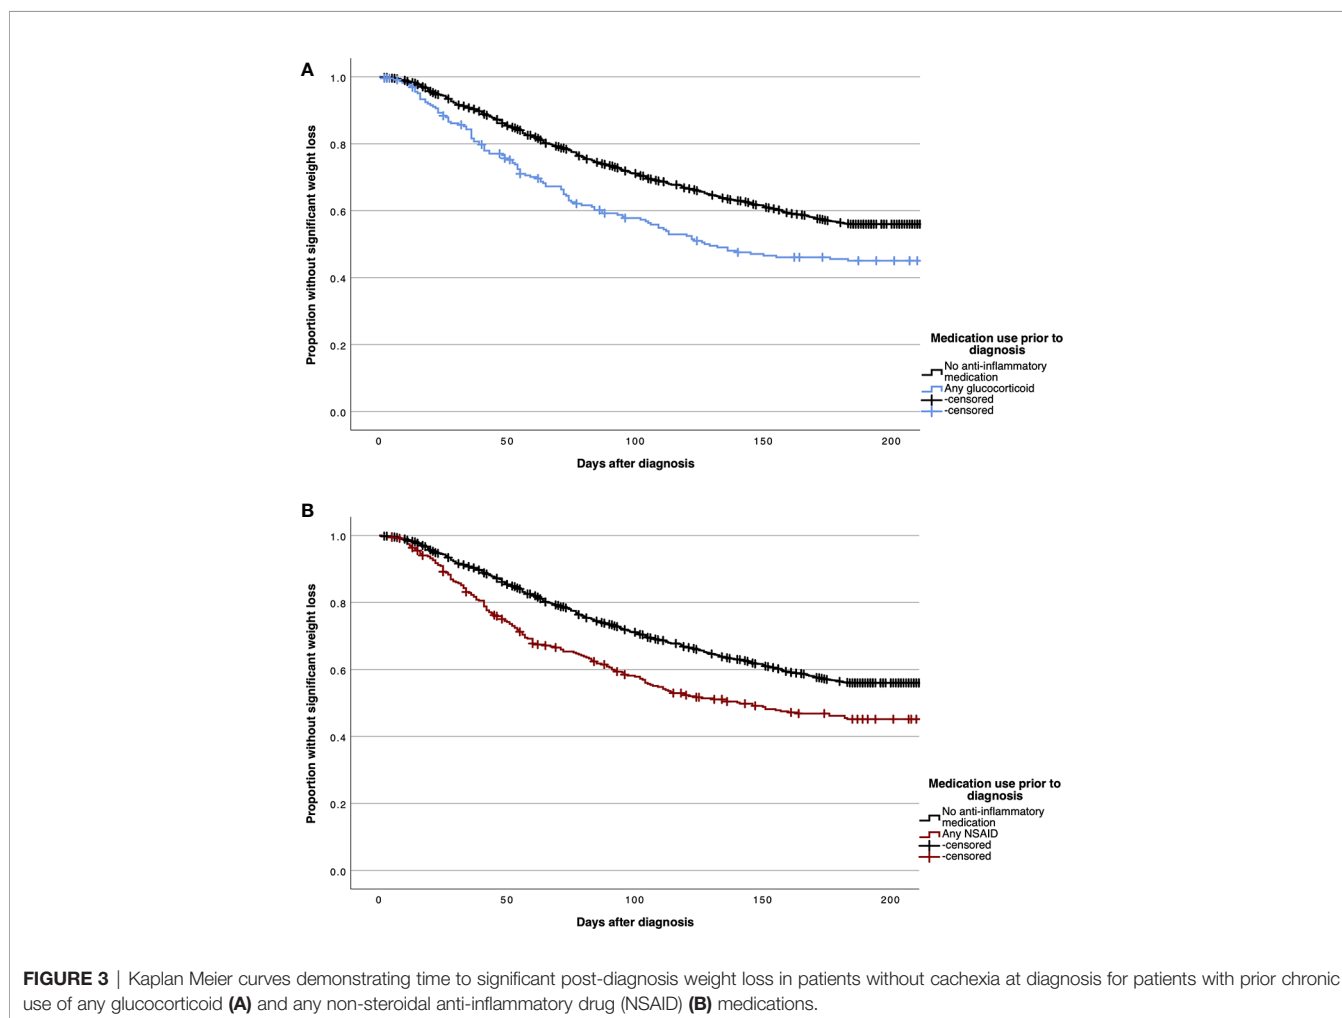 A
1.0
0.8
0.6
0.4
0.2
0.0
Proportion without significant weight loss
0 50 100 150 200
Days after diagnosis
Medication use prior to
diagnosis
No anti-inflammatory
medication
Any glucocorticoid
-censored
-censored
B
1.0
0.8
0.6
0.4
0.2
0.0
Proportion without significant weight loss
0 50 100 150 200
Days after diagnosis
Medication use prior to
diagnosis
No anti-inflammatory
medication
Any NSAID
-censored
-censored
FIGURE 3 | Kaplan Meier curves demonstrating time to significant post-diagnosis weight loss in patients without cachexia at diagnosis for patients with prior chronic
use of any glucocorticoid (A) and any non-steroidal anti-inflammatory drug (NSAID) (B) medications.